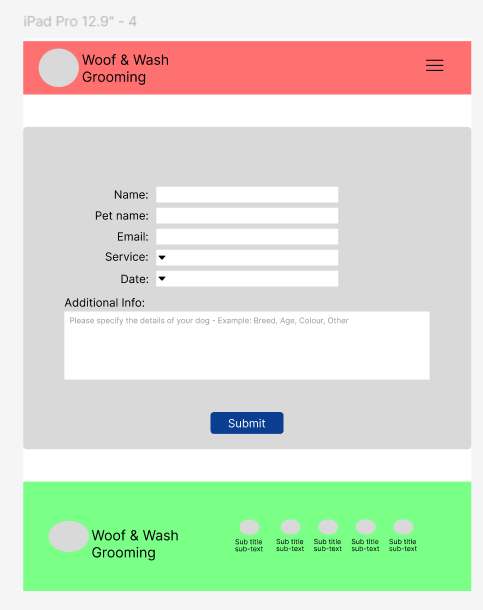 iPad Pro 12.9" - 4
Woof & Wash
Grooming
Name:
Pet name:
Email:
Service:
Date:
Additional Info:
Please specify the details of your dog - Example: Breed, Age, Colour, Other
Submit
Woof & Wash
Grooming
Sub title Sub title Sub title Sub title Sub title
sub-text sub-text sub-text sub-text sub-text